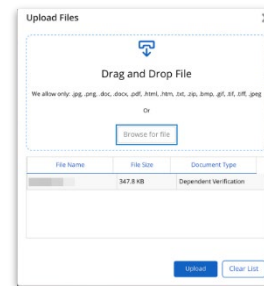 Upload Files
Drag and Drop File
We allow only: .jpg, .png, .doc, .docx, .pdf, .html, .htm, .txt, .zip, .bmp, .gif, .tif, .tiff, .jpeg
Or
Browse for file
File Name File Size Document Type
347.8 KB Dependent Verification
Upload Clear List